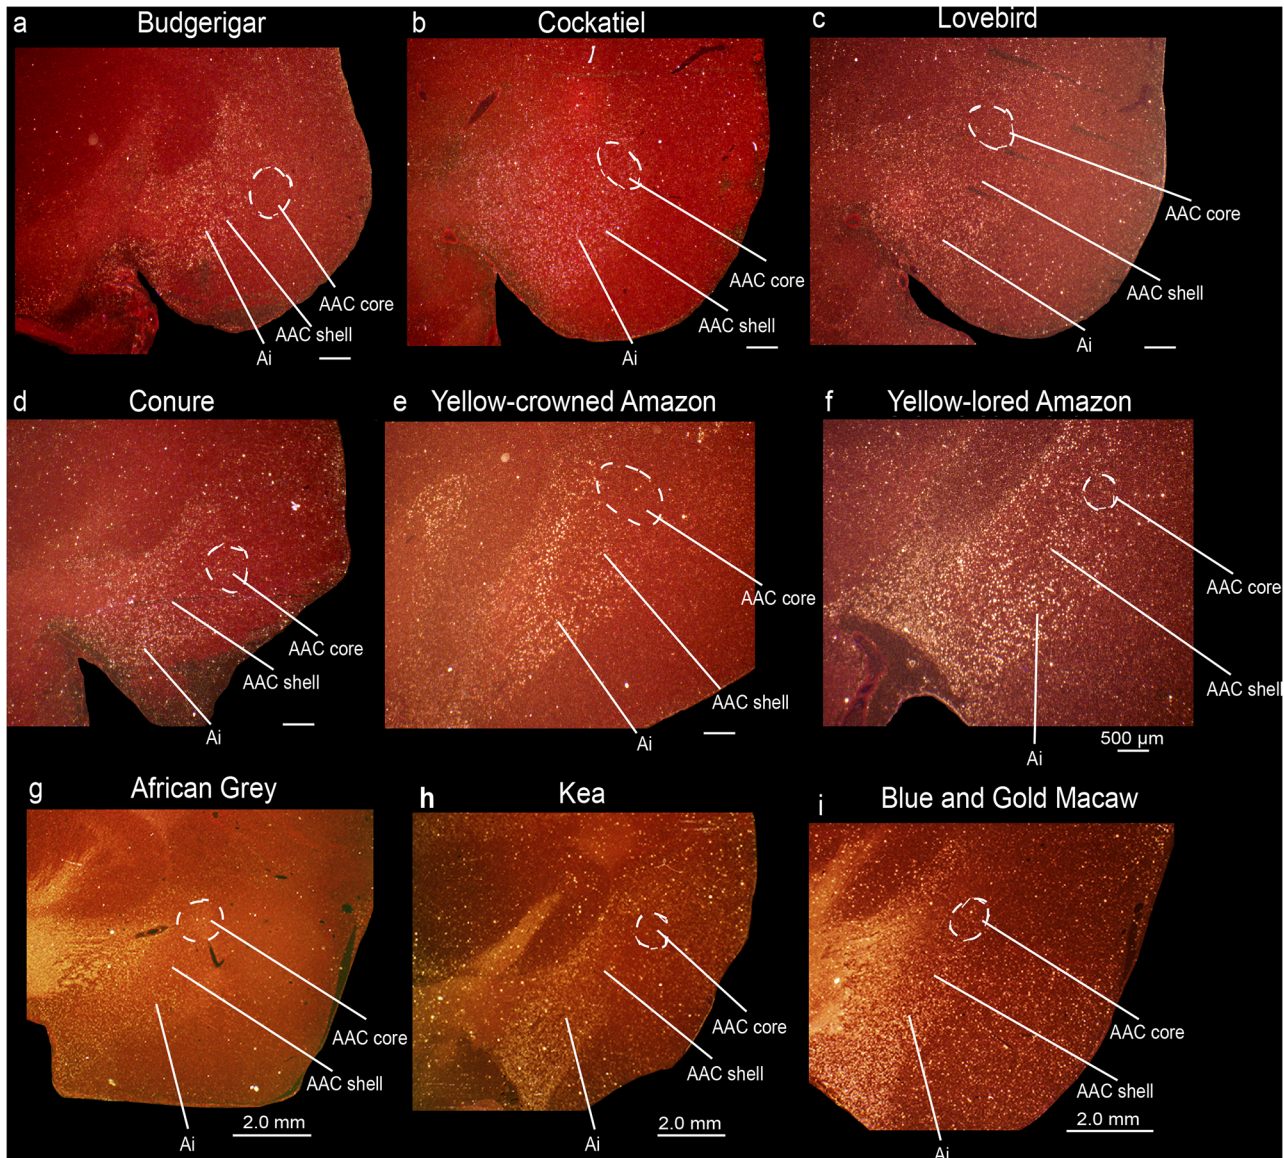 a Budgerigar
b Cockatiel
c Lovebird
AAC core
AAC shell
Ai
AAC core
AAC shell
Ai
AAC core
AAC shell
Ai
d Conure
e Yellow-crowned Amazon
f Yellow-lored Amazon
AAC core
AAC shell
Ai
AAC core
AAC shell
Ai
AAC core
AAC shell
500 µm
Ai
g African Grey
h Kea
i Blue and Gold Macaw
AAC core
AAC shell
2.0 mm
Ai
AAC core
AAC shell
2.0 mm
Ai
AAC core
AAC shell
2.0 mm
Ai